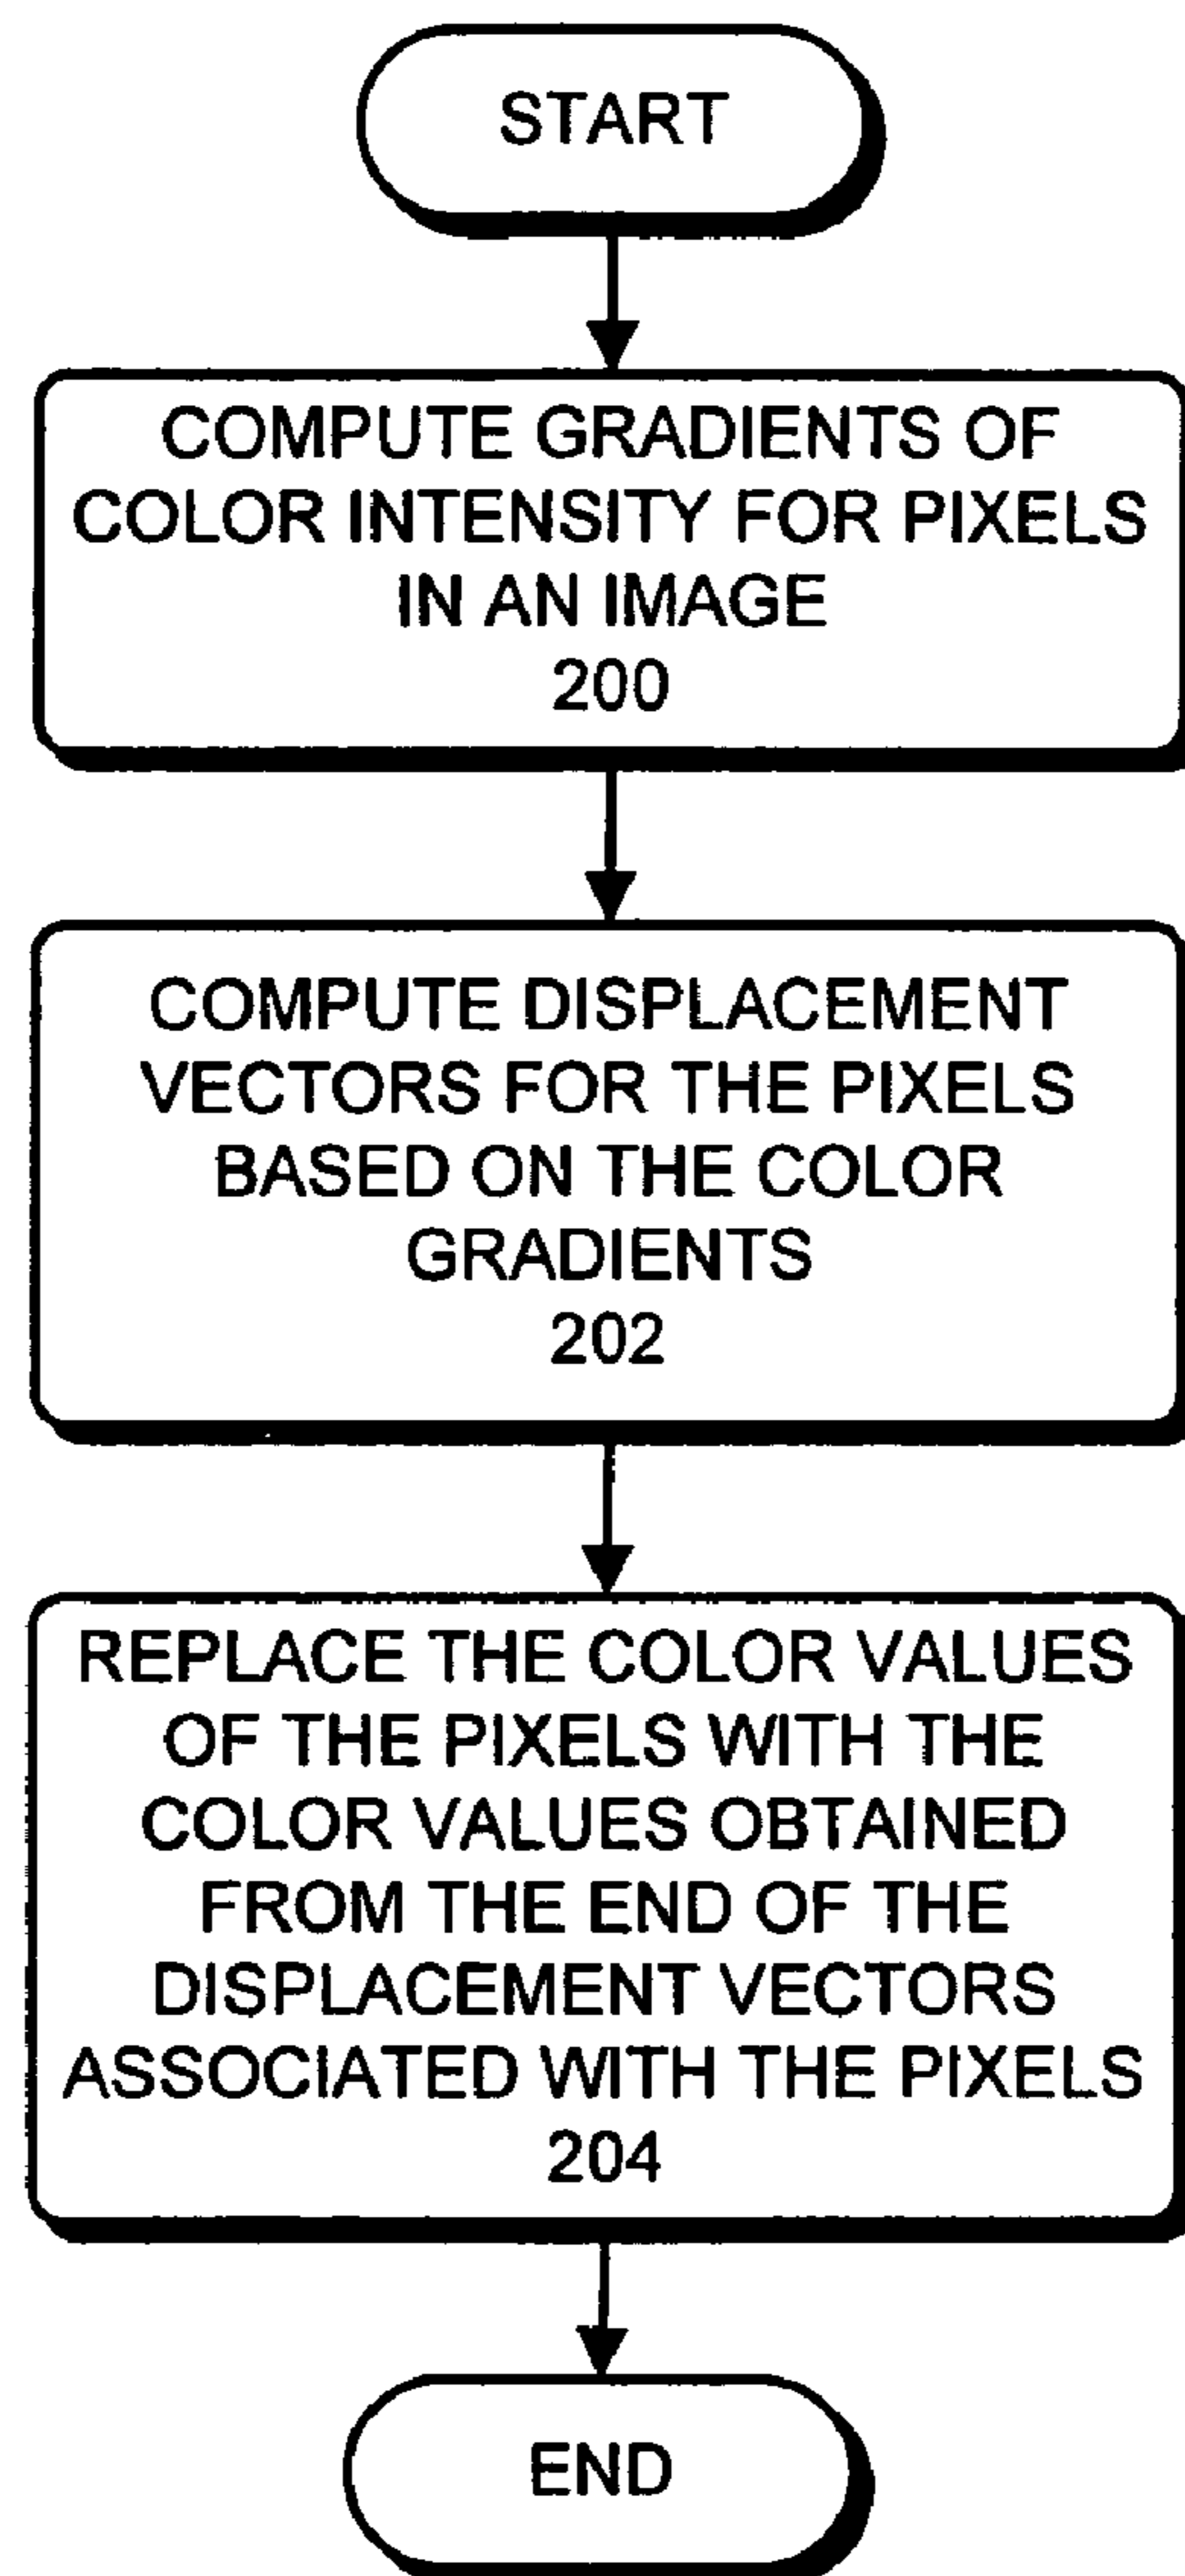 START
COMPUTE GRADIENTS OF
COLOR INTENSITY FOR PIXELS
IN AN IMAGE
200
COMPUTE DISPLACEMENT
VECTORS FOR THE PIXELS
BASED ON THE COLOR
GRADIENTS
202
REPLACE THE COLOR VALUES
OF THE PIXELS WITH THE
COLOR VALUES OBTAINED
FROM THE END OF THE
DISPLACEMENT VECTORS
ASSOCIATED WITH THE PIXELS
204
END